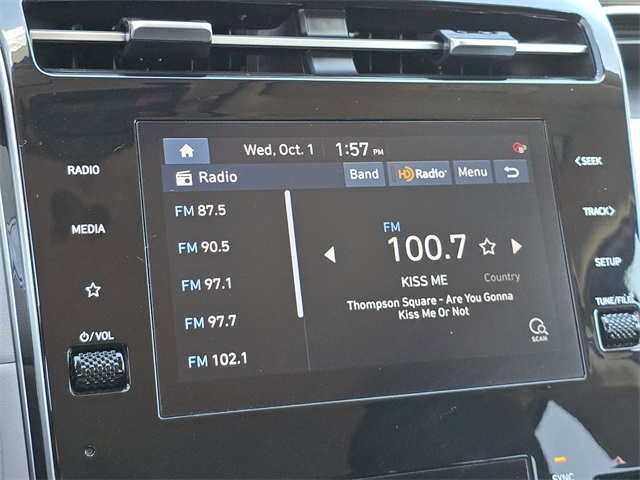 Wed, Oct. 1 1:57 PM
Radio Band HD Radio Menu
FM 87.5
FM 90.5
FM 97.1
FM 97.7
FM 102.1
FM
100.7
KISS ME Country
Thompson Square - Are You Gonna
Kiss Me Or Not
SCAN
RADIO
MEDIA
/VOL
<SEEK
TRACK>
SETUP
TUNE/FILE
SYNC